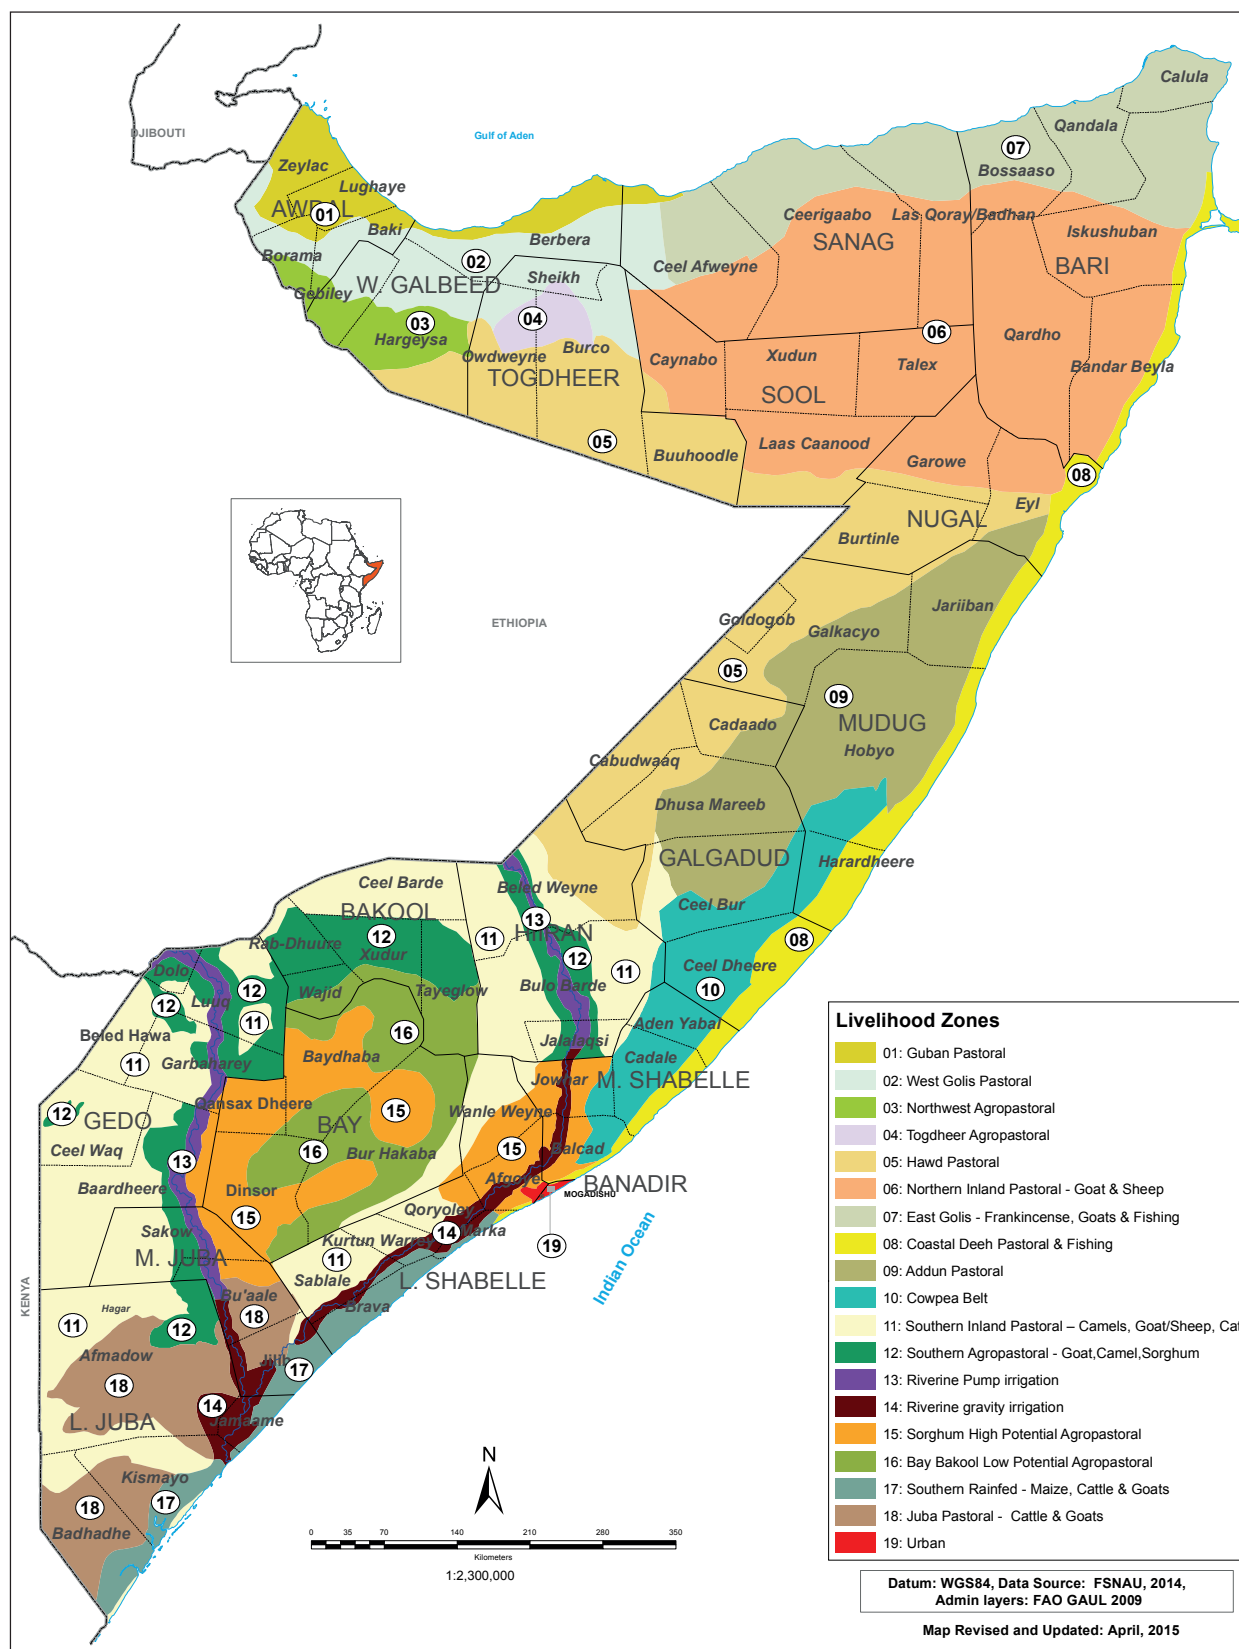 Calula
Qandala
Gulf of Aden
DJIBOUTI
07
Bossaaso
Zeylac
Lughaye
AWDAL
01
Baki
Ceerigaabo
Las Qoray/Badhan
SANAG
Iskushuban
BARI
Borama
Berbera
02
Sheikh
W. GALBEED
Gebiley
Ceel Afweyne
03
Hargeysa
04
Owdweyne
Burco
TOGDHEER
Caynabo
Xudun
SOOL
06
Talex
Qardho
Bandar Beyla
05
Buuhoodle
Laas Caanood
Garowe
08
Eyl
NUGAL
Burtinle
ETHIOPIA
Goldogob
Galkacyo
Jariiban
05
09
MUDUG
Hobyo
Cadaado
Cabudwaaq
Dhusa Mareeb
GALGADUD
Harardheere
Ceel Barde
BAKOOL
Beled Weyne
13
HIIRAN
Ceel Bur
08
Rab-Dhuure
12
Xudur
11
12
11
Ceel Dheere
10
Dolo
Luuq
12
Wajid
Tayeglow
Bulo Barde
12
11
16
Aden Yabal
Beled Hawa
11
Garbaharey
Baydhaba
Jalalaqsi
Cadale
M. SHABELLE
Jowhar
12
GEDO
Qansax Dheere
15
BAY
Wanle Weyne
Ceel Waq
16
Bur Hakaba
15
Balcad
13
Baardheere
Dinsor
Afgoye
BANADIR
MOGADISHU
15
Qoryoley
Marka
14
Sakow
M. JUBA
Kurtun Warrey
11
19
Sablale
L. SHABELLE
Indian Ocean
Bu'aale
Brava
KENYA
Hagar
11
12
18
Afmadow
Jilib
17
18
14
L. JUBA
Jamaame
Kismayo
17
18
Badhadhe
N
0 35 70 140 210 280 350
Kilometers
1:2,300,000
Livelihood Zones
01: Guban Pastoral
02: West Golis Pastoral
03: Northwest Agropastoral
04: Togdheer Agropastoral
05: Hawd Pastoral
06: Northern Inland Pastoral - Goat & Sheep
07: East Golis - Frankincense, Goats & Fishing
08: Coastal Deeh Pastoral & Fishing
09: Addun Pastoral
10: Cowpea Belt
11: Southern Inland Pastoral – Camels, Goat/Sheep, Cat
12: Southern Agropastoral - Goat,Camel,Sorghum
13: Riverine Pump irrigation
14: Riverine gravity irrigation
15: Sorghum High Potential Agropastoral
16: Bay Bakool Low Potential Agropastoral
17: Southern Rainfed - Maize, Cattle & Goats
18: Juba Pastoral - Cattle & Goats
19: Urban
Datum: WGS84, Data Source: FSNAU, 2014,
Admin layers: FAO GAUL 2009
Map Revised and Updated: April, 2015